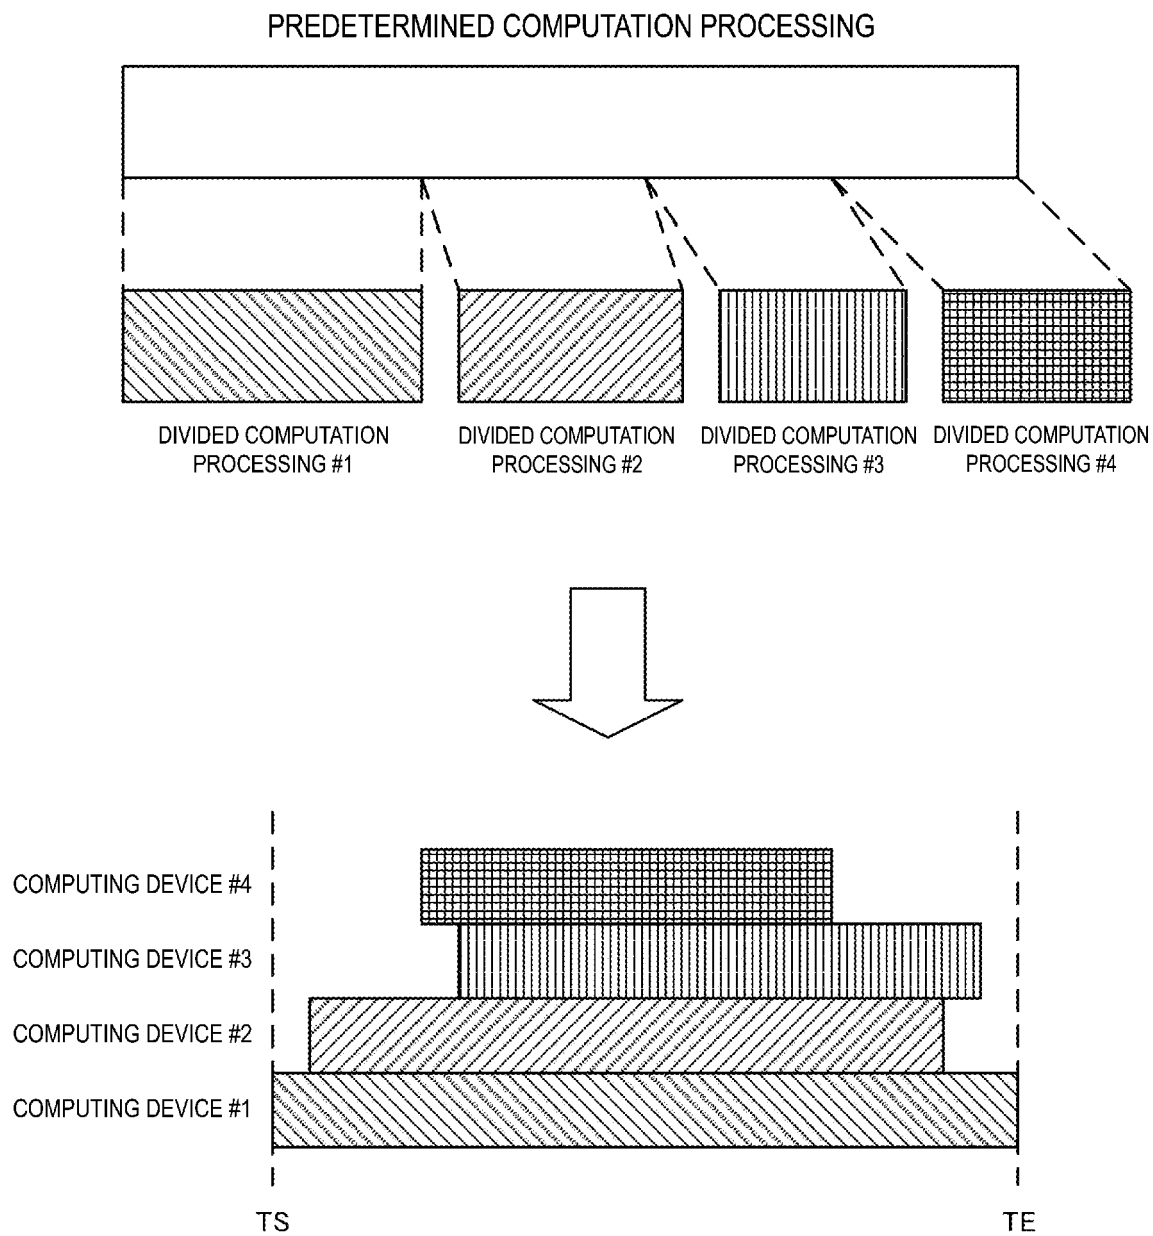 PREDETERMINED COMPUTATION PROCESSING
DIVIDED COMPUTATION
PROCESSING #1
DIVIDED COMPUTATION
PROCESSING #2
DIVIDED COMPUTATION
PROCESSING #3
DIVIDED COMPUTATION
PROCESSING #4
COMPUTING DEVICE #4
COMPUTING DEVICE #3
COMPUTING DEVICE #2
COMPUTING DEVICE #1
TS
TE